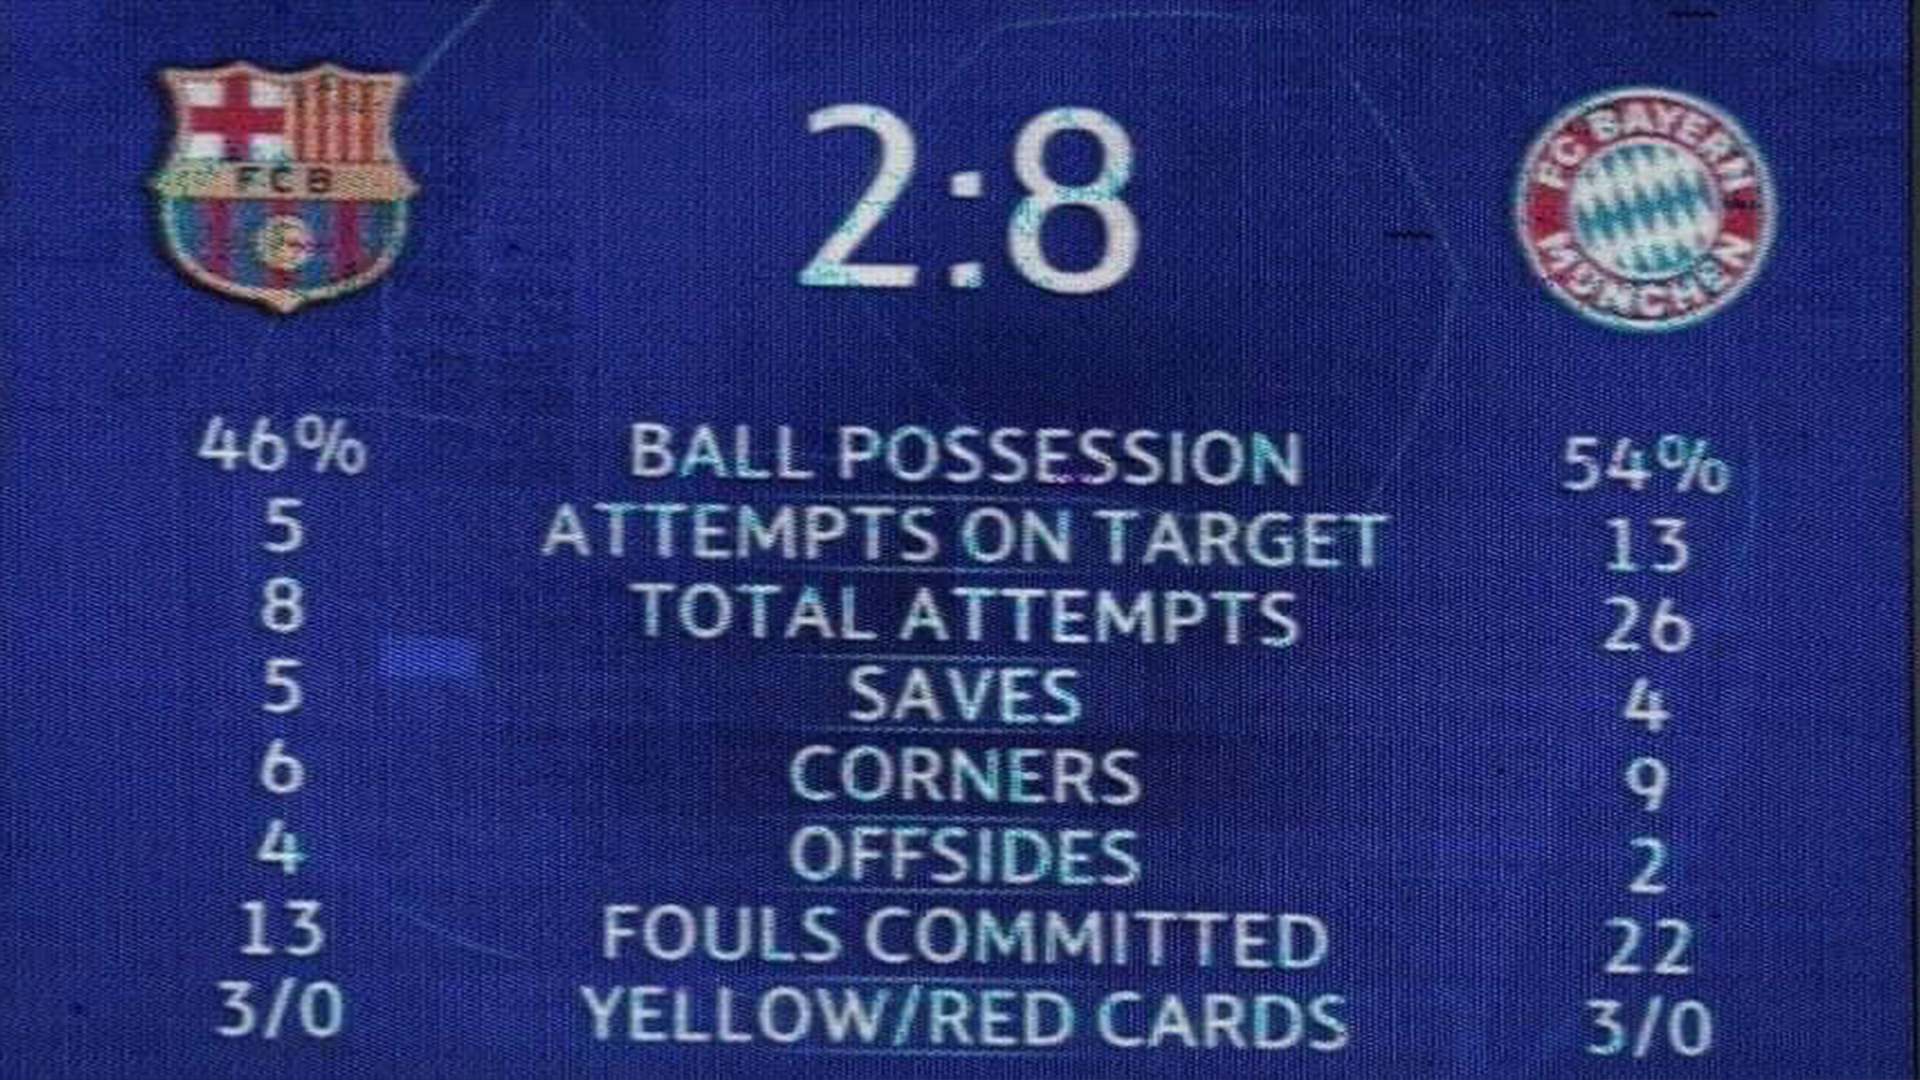 FCB
2:8
FC BAYERN
MÜNCHEN
46% BALL POSSESSION 54%
5 ATTEMPTS ON TARGET 13
8 TOTAL ATTEMPTS 26
5 SAVES 4
6 CORNERS 9
4 OFFSIDES 2
13 FOULS COMMITTED 22
3/0 YELLOW/RED CARDS 3/0